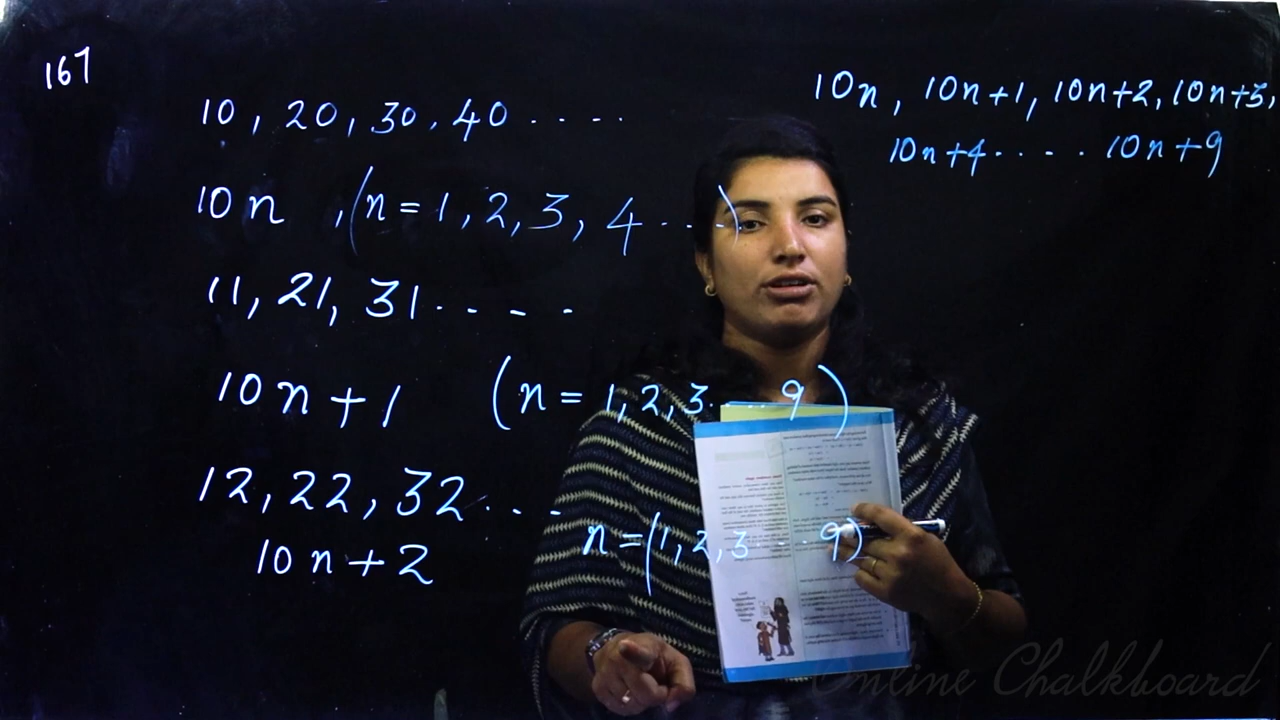 167
10, 20, 30, 40 . . . .
10n, 10n+1, 10n+2, 10n+3,
10n+4 . . . . 10n+9
10n , (n = 1, 2, 3, 4 . . .)
11, 21, 31 . . . .
10n + 1 (n = 1, 2, 3 . . . . 9)
12, 22, 32 . . . .
10n + 2 n = (1, 2, 3 . . . 9)
Online Chalkboard